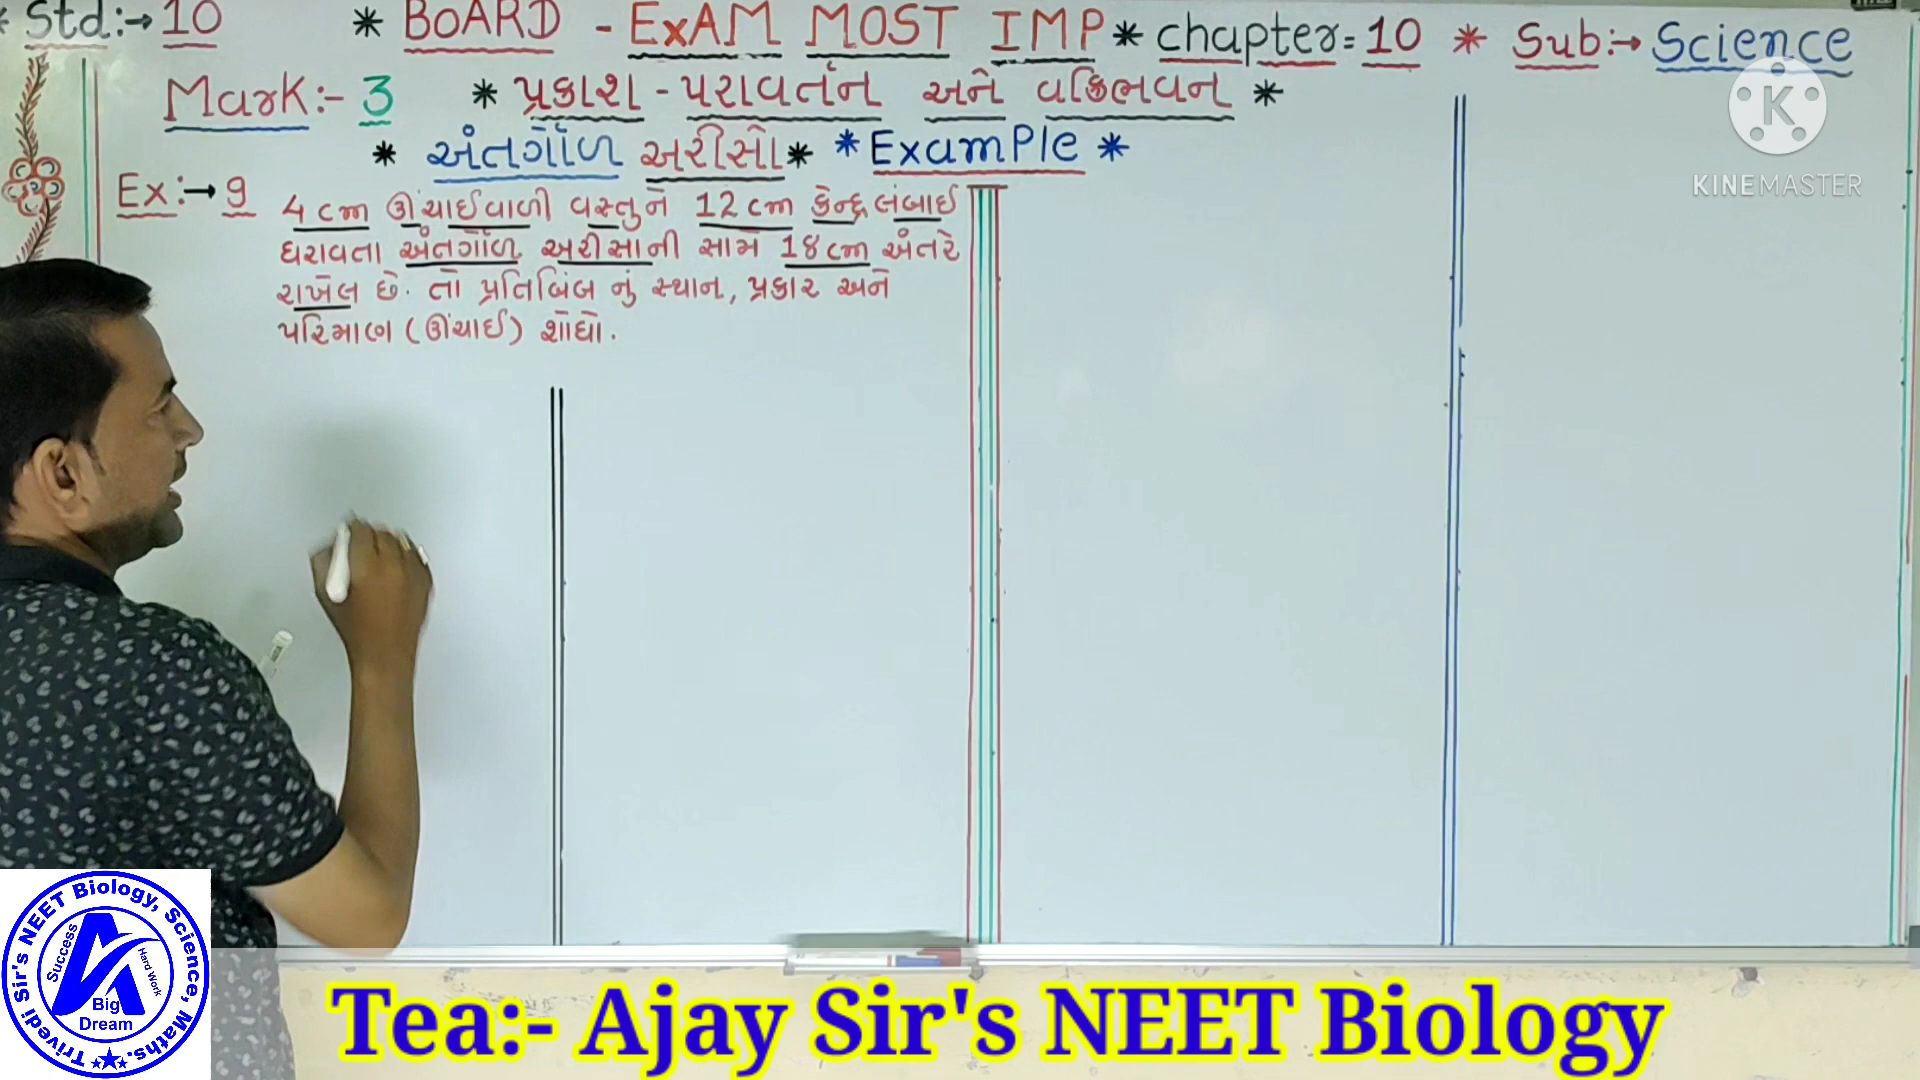 * Std:→ 10 * BOARD - EXAM MOST IMP * chapter = 10 * Sub:→ Science
Mark:- 3 * પ્રકાશ - પરાવર્તન અને વક્રિભવન *
* અંતર્ગોળ અરીસો * * Example *
Ex:→ 9 4 cm ઊંચાઈવાળી વસ્તુને 12 cm કેન્દ્ર લંબાઈ
ધરાવતા અંતર્ગોળ અરીસાની સામે 18 cm અંતરે
રાખેલ છે. તો પ્રતિબિંબ નું સ્થાન, પ્રકાર અને
પરિમાણ (ઊંચાઈ) શોધો.
K
KINEMASTER
Trivedi Sir's NEET Biology, Science, Maths.
Success
Hard Work
Big
Dream
Tea:- Ajay Sir's NEET Biology